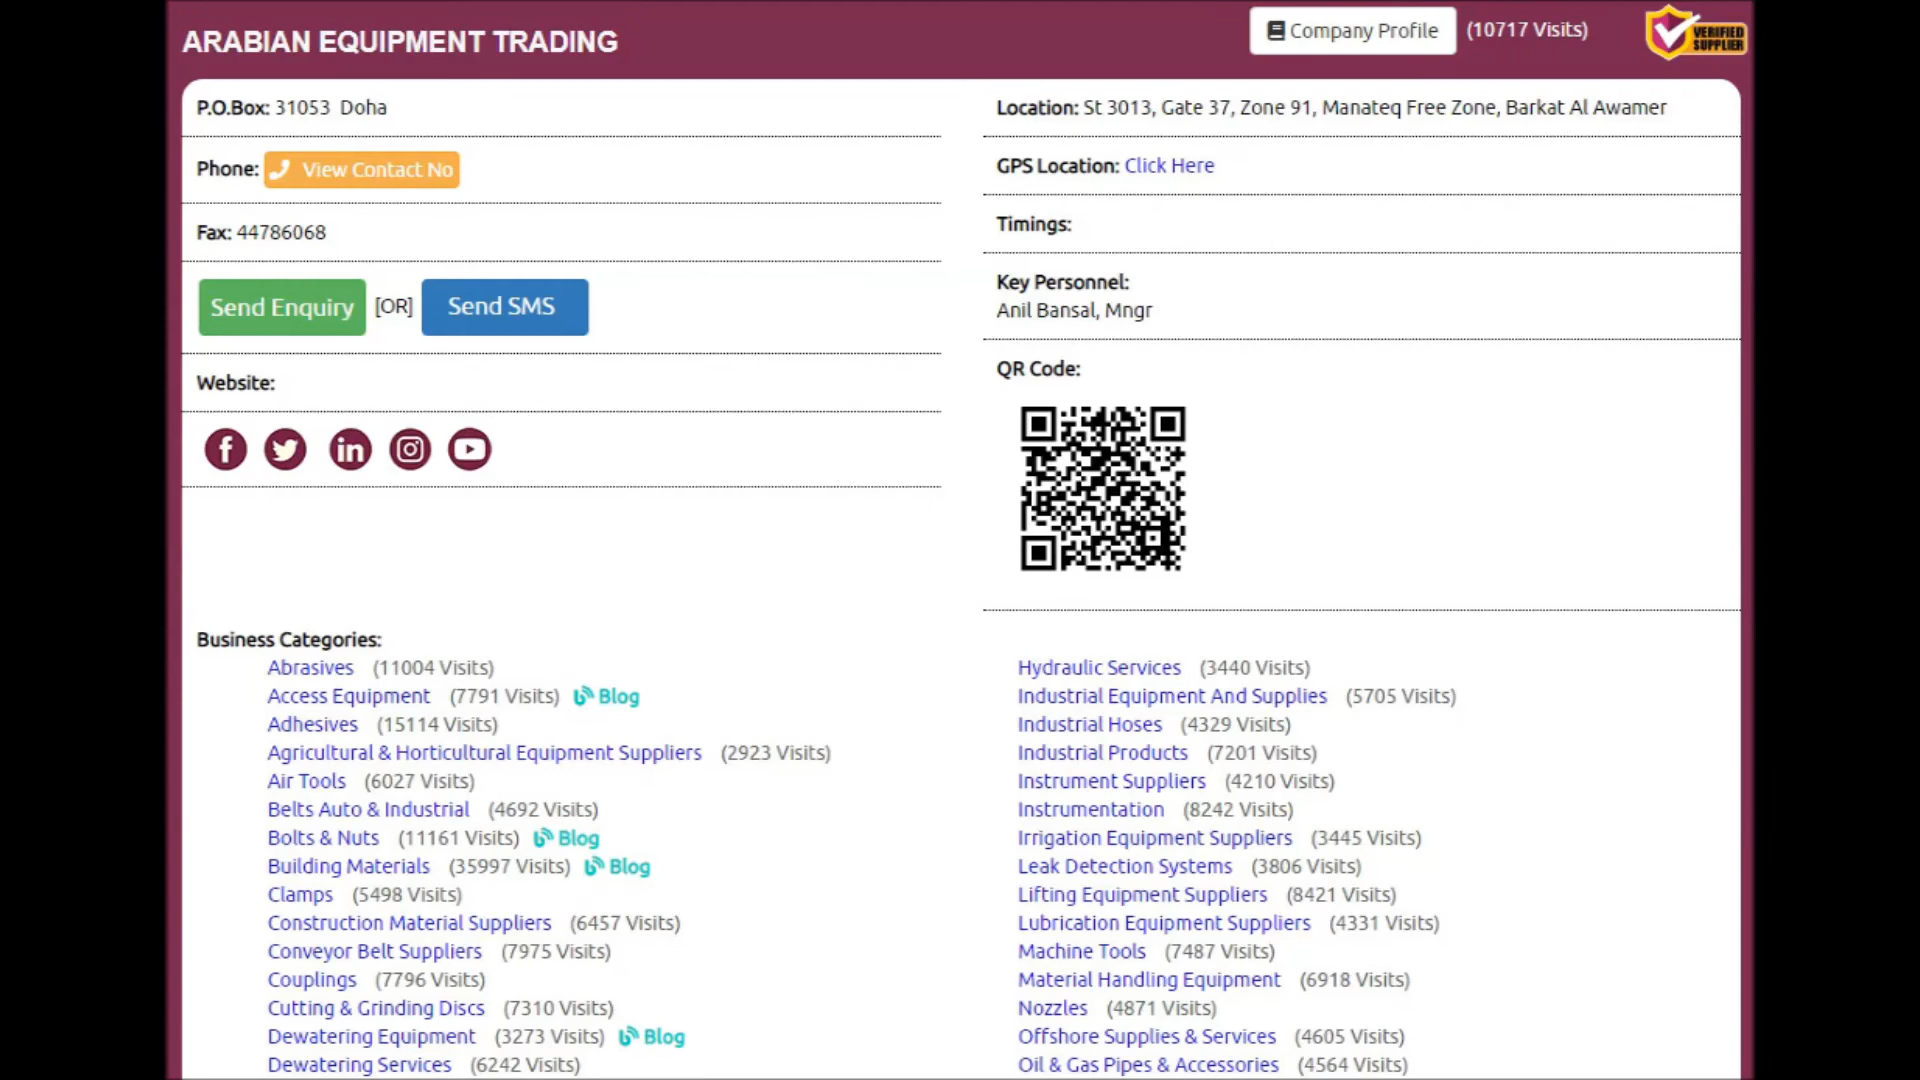 ARABIAN EQUIPMENT TRADING
Company Profile (10717 Visits)
VERIFIED SUPPLIER
P.O.Box: 31053 Doha
Phone: View Contact No
Fax: 44786068
Send Enquiry [OR] Send SMS
Website:
Location: St 3013, Gate 37, Zone 91, Manateq Free Zone, Barkat Al Awamer
GPS Location: Click Here
Timings:
Key Personnel:
Anil Bansal, Mngr
QR Code:
Business Categories:
Abrasives (11004 Visits)
Access Equipment (7791 Visits) Blog
Adhesives (15114 Visits)
Agricultural & Horticultural Equipment Suppliers (2923 Visits)
Air Tools (6027 Visits)
Belts Auto & Industrial (4692 Visits)
Bolts & Nuts (11161 Visits) Blog
Building Materials (35997 Visits) Blog
Clamps (5498 Visits)
Construction Material Suppliers (6457 Visits)
Conveyor Belt Suppliers (7975 Visits)
Couplings (7796 Visits)
Cutting & Grinding Discs (7310 Visits)
Dewatering Equipment (3273 Visits) Blog
Dewatering Services (6242 Visits)
Hydraulic Services (3440 Visits)
Industrial Equipment And Supplies (5705 Visits)
Industrial Hoses (4329 Visits)
Industrial Products (7201 Visits)
Instrument Suppliers (4210 Visits)
Instrumentation (8242 Visits)
Irrigation Equipment Suppliers (3445 Visits)
Leak Detection Systems (3806 Visits)
Lifting Equipment Suppliers (8421 Visits)
Lubrication Equipment Suppliers (4331 Visits)
Machine Tools (7487 Visits)
Material Handling Equipment (6918 Visits)
Nozzles (4871 Visits)
Offshore Supplies & Services (4605 Visits)
Oil & Gas Pipes & Accessories (4564 Visits)